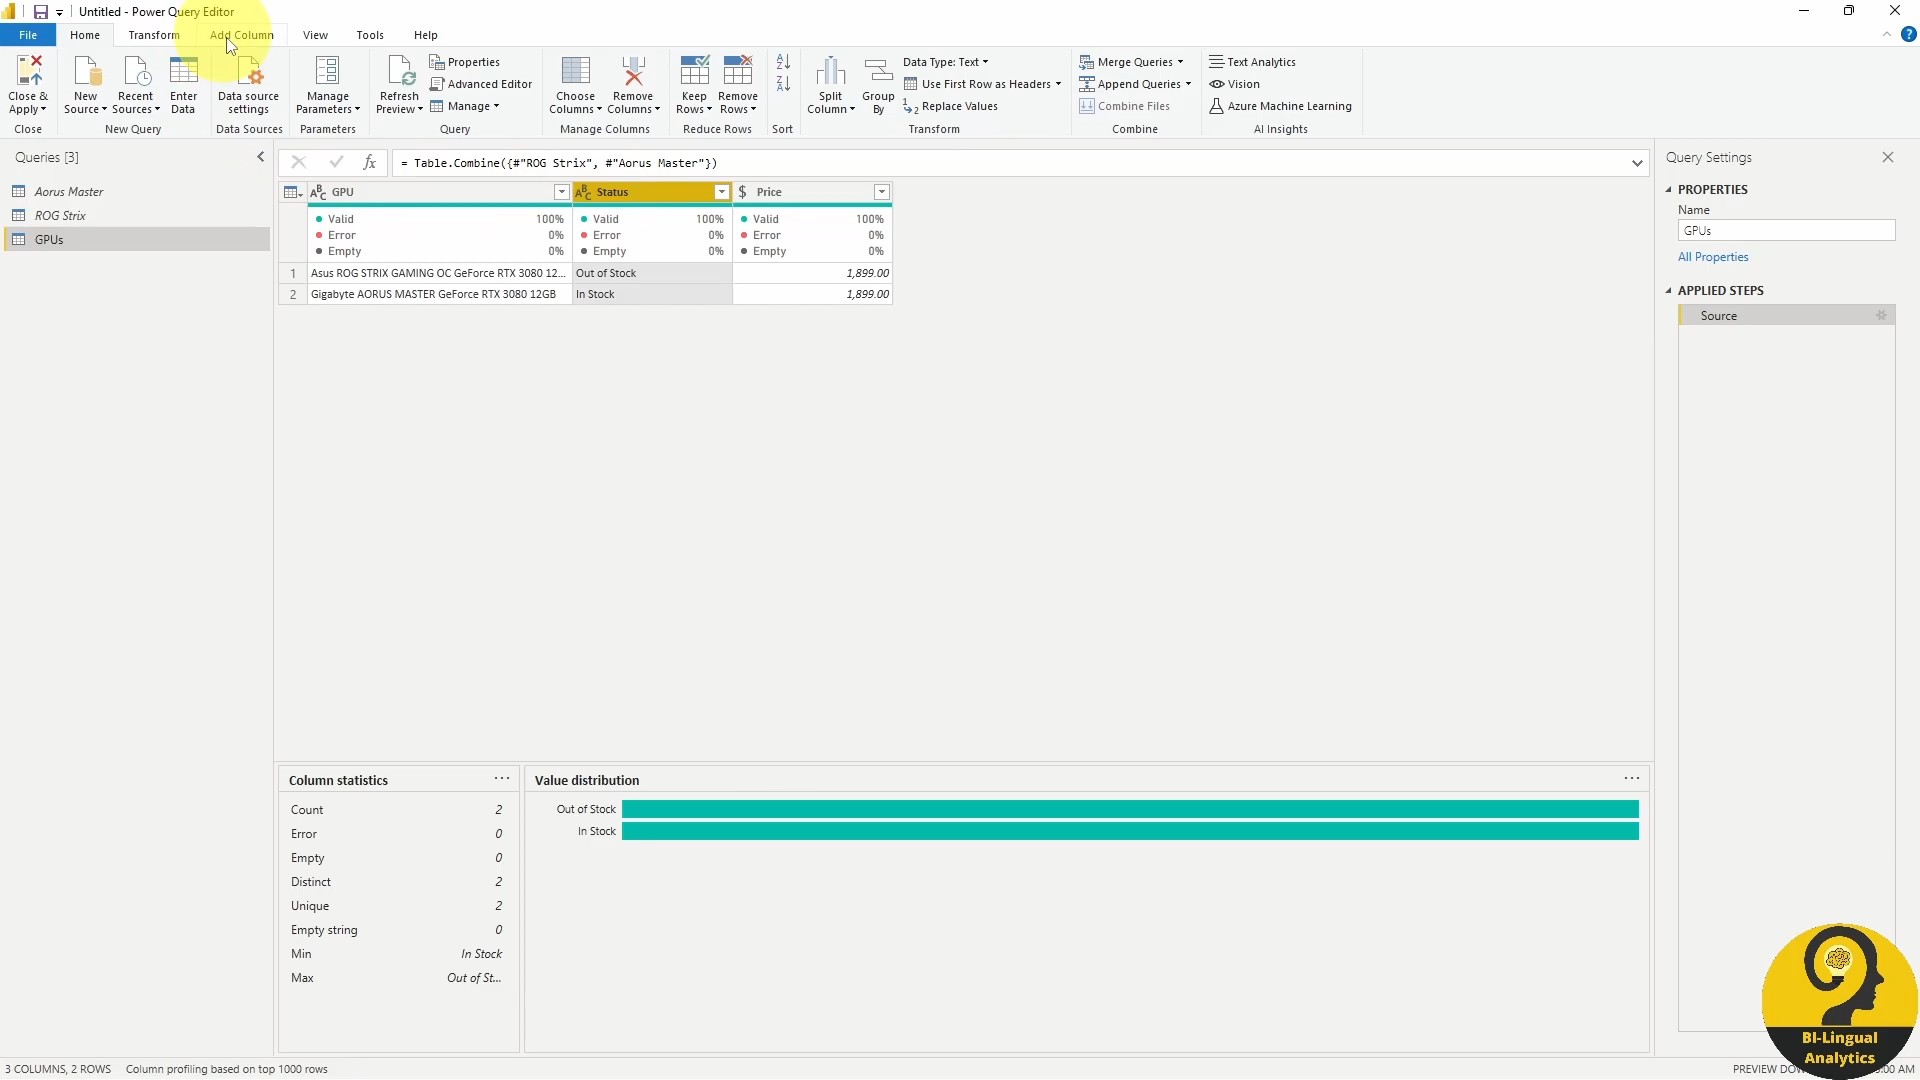 Untitled - Power Query Editor
File Home Transform Add Column View Tools Help
Close & Apply
Close
New Source
Recent Sources
Enter Data
New Query
Data source settings
Data Sources
Manage Parameters
Parameters
Refresh Preview
Properties
Advanced Editor
Manage
Query
Choose Columns
Remove Columns
Manage Columns
Keep Rows
Remove Rows
Reduce Rows
Sort
Split Column
Group By
Data Type: Text
Use First Row as Headers
Replace Values
Transform
Merge Queries
Append Queries
Combine Files
Combine
Text Analytics
Vision
Azure Machine Learning
AI Insights
Queries [3]
Aorus Master
ROG Strix
GPUs
fx
= Table.Combine({#"ROG Strix", #"Aorus Master"})
ABC GPU ABC Status $ Price
Valid 100% Valid 100% Valid 100%
Error 0% Error 0% Error 0%
Empty 0% Empty 0% Empty 0%
1 Asus ROG STRIX GAMING OC GeForce RTX 3080 12... Out of Stock 1,899.00
2 Gigabyte AORUS MASTER GeForce RTX 3080 12GB In Stock 1,899.00
Query Settings
PROPERTIES
Name
GPUs
All Properties
APPLIED STEPS
Source
Column statistics ...
Count 2
Error 0
Empty 0
Distinct 2
Unique 2
Empty string 0
Min In Stock
Max Out of St...
Value distribution ...
Out of Stock
In Stock
BI-Lingual
Analytics
3 COLUMNS, 2 ROWS Column profiling based on top 1000 rows
PREVIEW